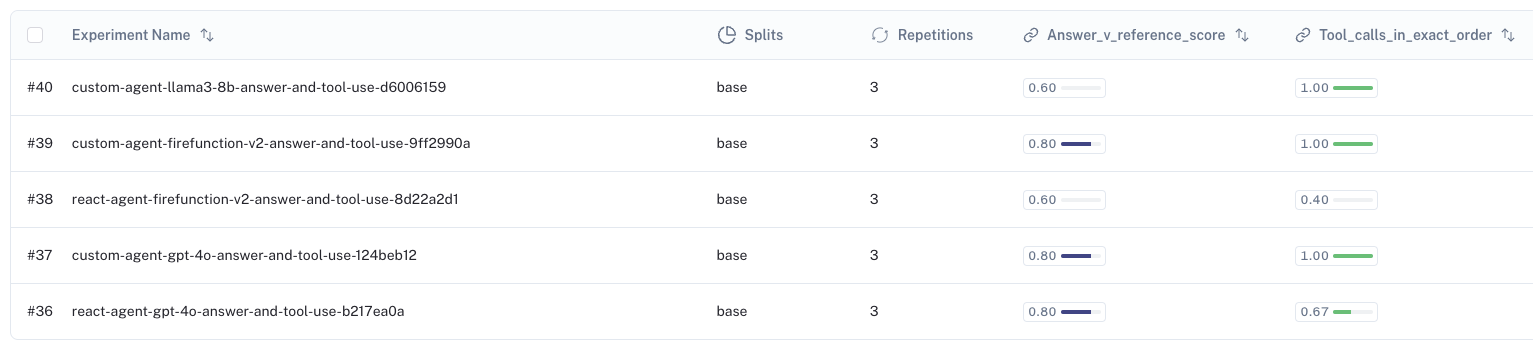 Experiment Name Splits Repetitions Answer_v_reference_score Tool_calls_in_exact_order
#40 custom-agent-llama3-8b-answer-and-tool-use-d6006159 base 3 0.60 1.00
#39 custom-agent-firefunction-v2-answer-and-tool-use-9ff2990a base 3 0.80 1.00
#38 react-agent-firefunction-v2-answer-and-tool-use-8d22a2d1 base 3 0.60 0.40
#37 custom-agent-gpt-4o-answer-and-tool-use-124beb12 base 3 0.80 1.00
#36 react-agent-gpt-4o-answer-and-tool-use-b217ea0a base 3 0.80 0.67